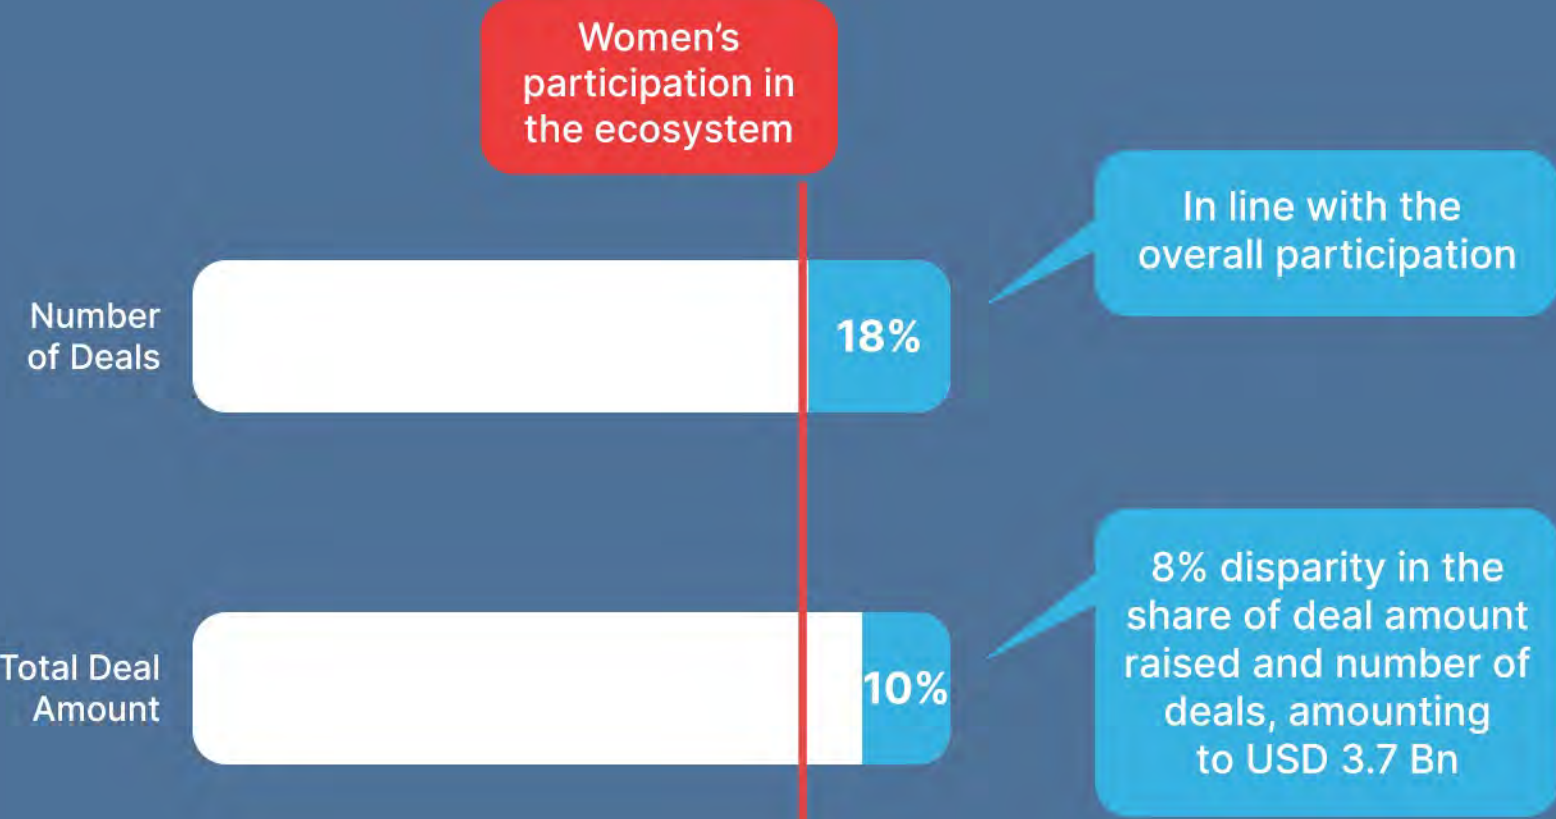 Women’s
participation in
the ecosystem
In line with the
overall participation
Number
of Deals
18%
8% disparity in the
share of deal amount
raised and number of
deals, amounting
to USD 3.7 Bn
Total Deal
Amount
10%